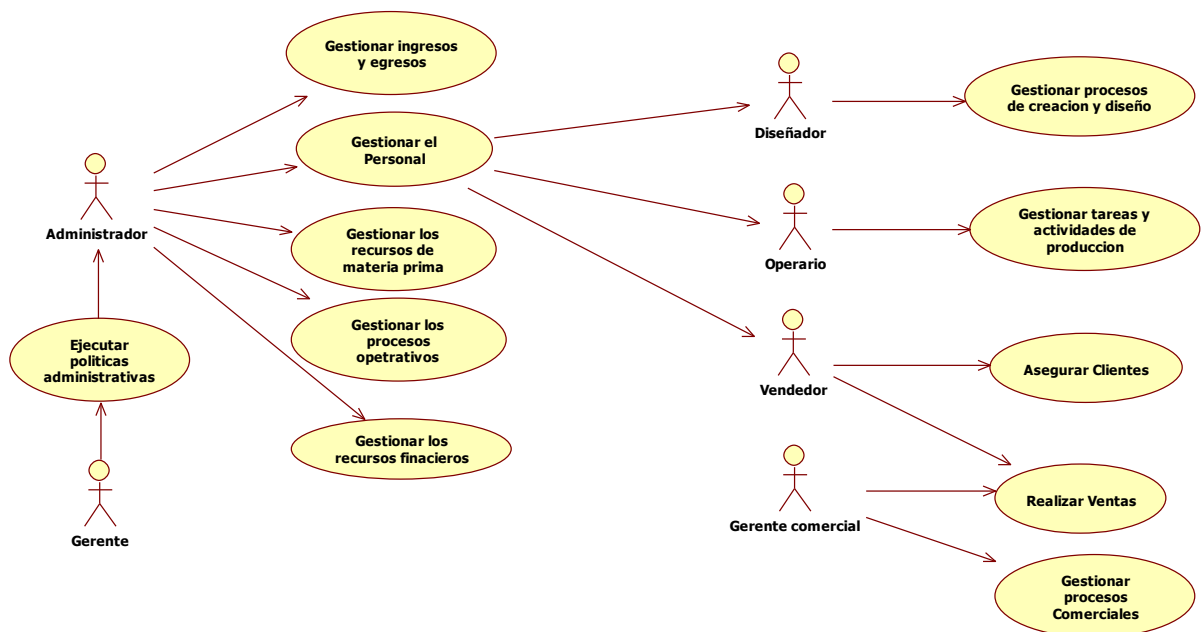 Gestionar ingresos
y egresos
Gestionar procesos
de creacion y diseño
Diseñador
Gestionar el
Personal
Administrador
Gestionar los
recursos de
materia prima
Operario
Gestionar tareas y
actividades de
produccion
Ejecutar
politicas
administrativas
Gestionar los
procesos
opetrativos
Vendedor
Asegurar Clientes
Gestionar los
recursos finacieros
Gerente
Gerente comercial
Realizar Ventas
Gestionar
procesos
Comerciales